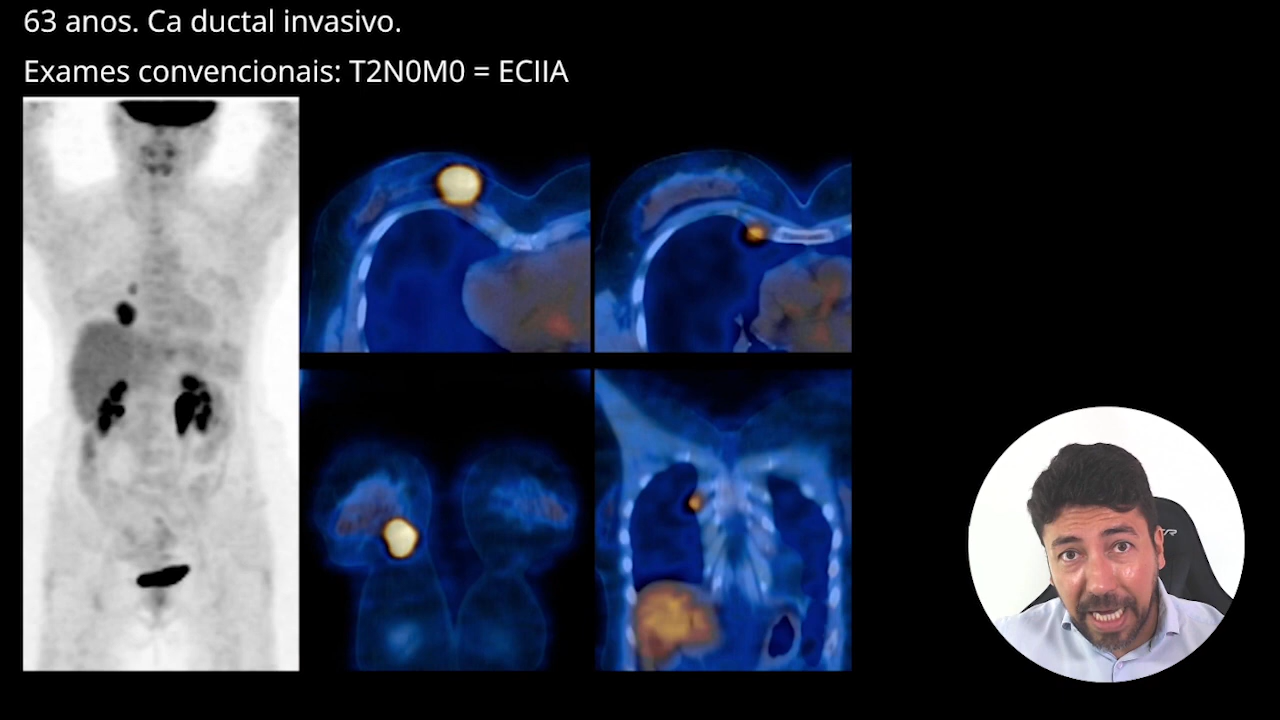 63 anos. Ca ductal invasivo.
Exames convencionais: T2N0M0 = ECIIA